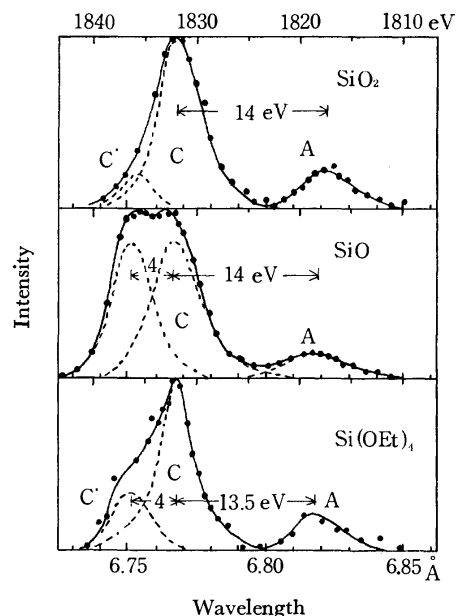 1840 1830 1820 1810 eV
SiO₂
14 eV
C' C A
SiO
4 14 eV
C A
Intensity
Si(OEt)₄
C' C A
4 13.5 eV
6.75 6.80 6.85 Å
Wavelength